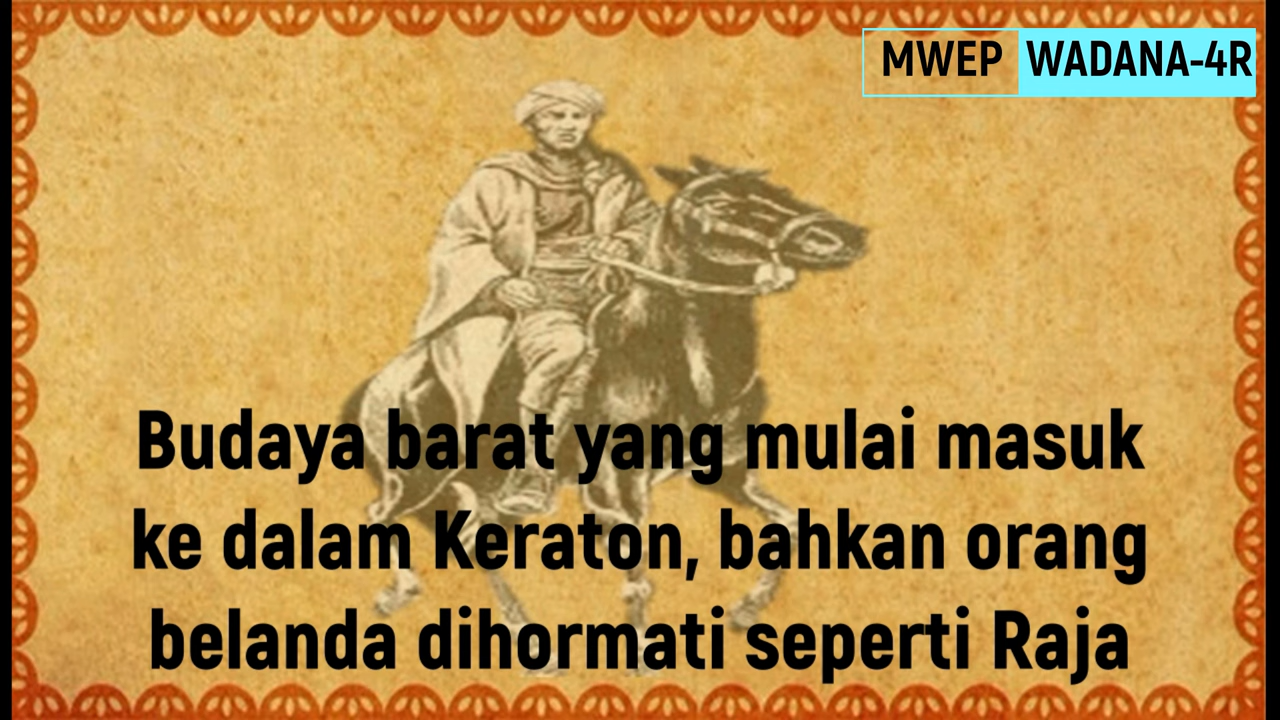 MWEP WADANA-4R
Budaya barat yang mulai masuk
ke dalam Keraton, bahkan orang
belanda dihormati seperti Raja